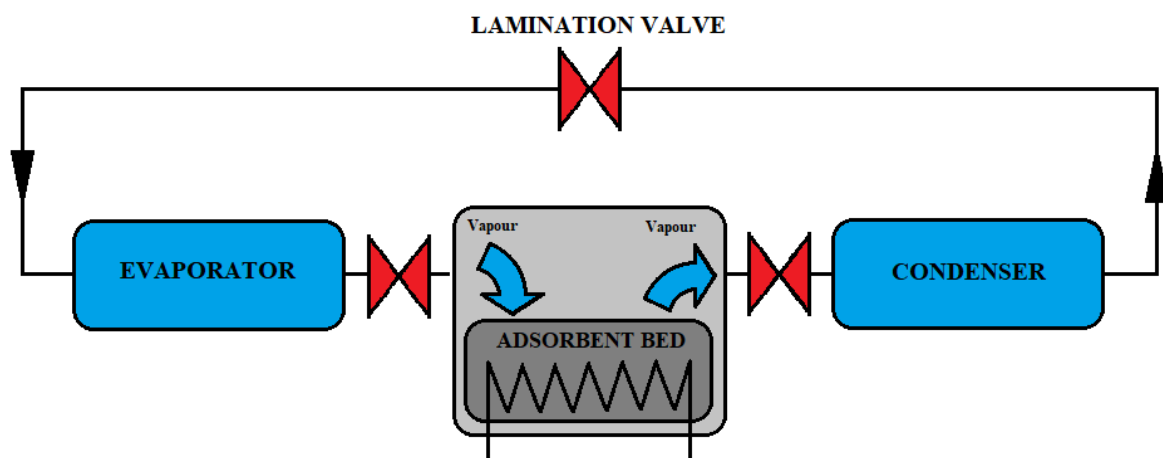 LAMINATION VALVE
Vapour
Vapour
EVAPORATOR
CONDENSER
ADSORBENT BED